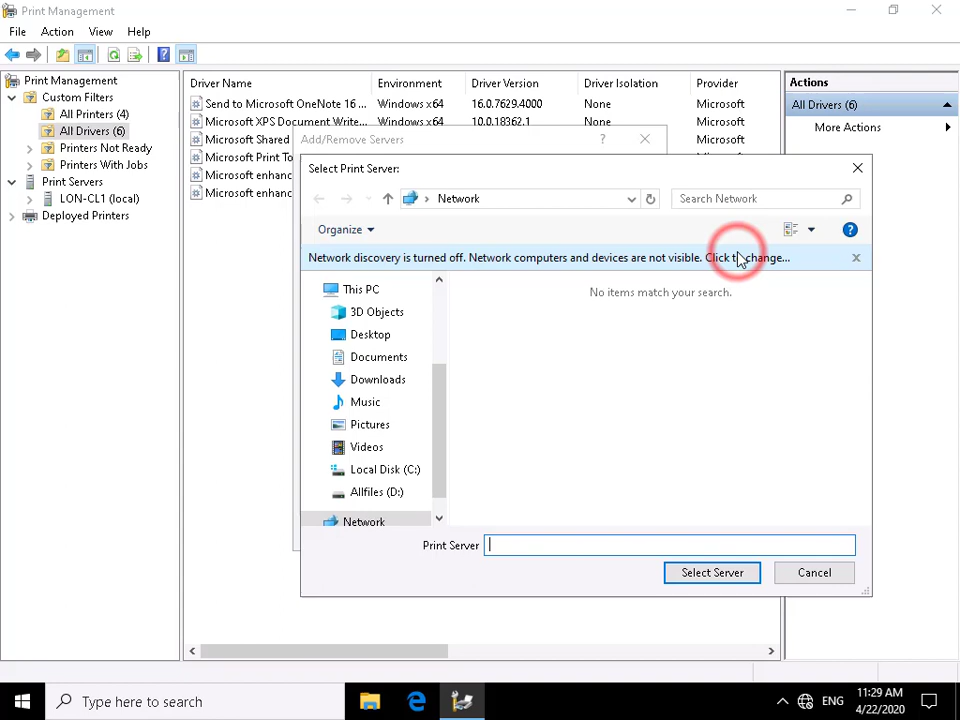 Print Management
File Action View Help
Print Management
Custom Filters
All Printers (4)
All Drivers (6)
Printers Not Ready
Printers With Jobs
Print Servers
LON-CL1 (local)
Deployed Printers
Driver Name Environment Driver Version Driver Isolation Provider
Send to Microsoft OneNote 16 ... Windows x64 16.0.7629.4000 None Microsoft
Microsoft XPS Document Write... Windows x64 10.0.18362.1 None Microsoft
Microsoft Shared Microsoft
Microsoft Print To Microsoft
Microsoft enhanc Microsoft
Microsoft enhanc Microsoft
Actions
All Drivers (6)
More Actions
Add/Remove Servers ?
Select Print Server:
Network Search Network
Organize ?
Network discovery is turned off. Network computers and devices are not visible. Click to change...
No items match your search.
This PC
3D Objects
Desktop
Documents
Downloads
Music
Pictures
Videos
Local Disk (C:)
Allfiles (D:)
Network
Print Server
Select Server Cancel
Type here to search
ENG
11:29 AM
4/22/2020